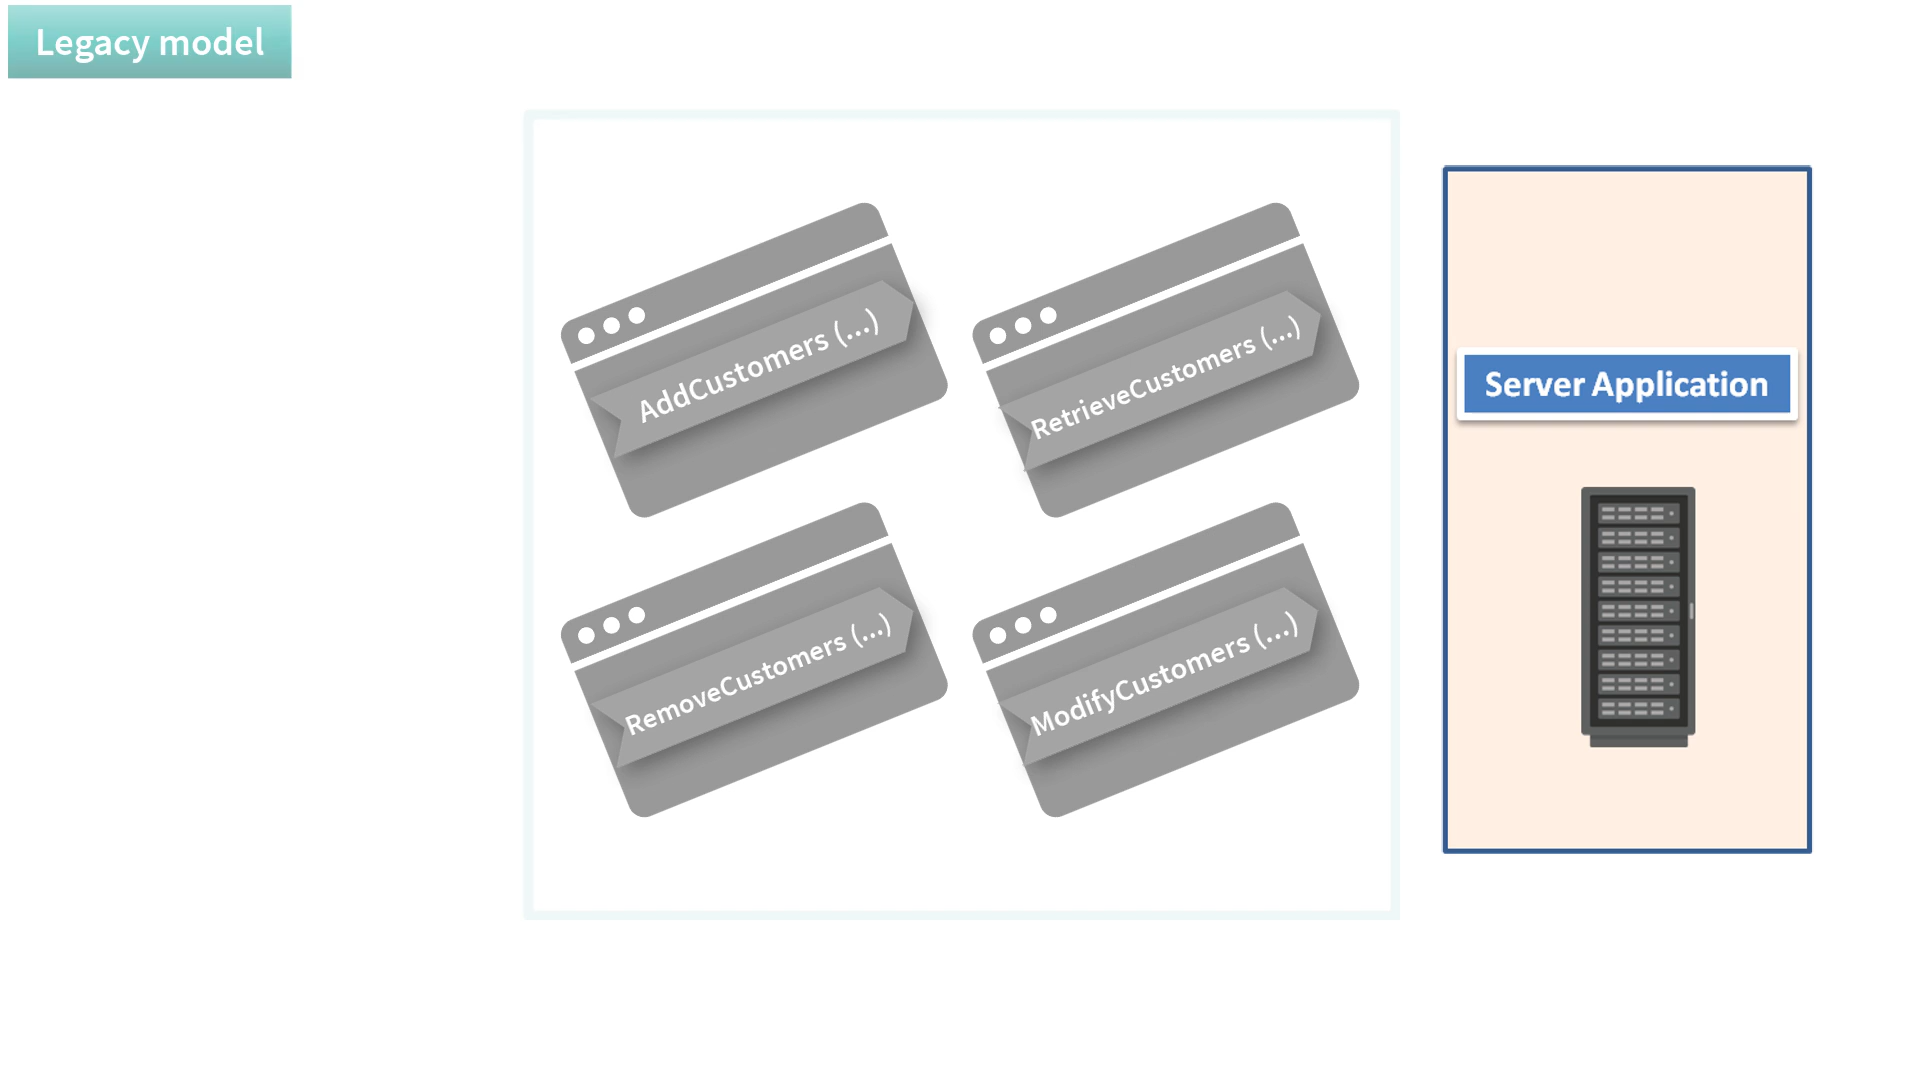 Legacy model
AddCustomers (...)
RetrieveCustomers (...)
Server Application
RemoveCustomers (...)
ModifyCustomers (...)